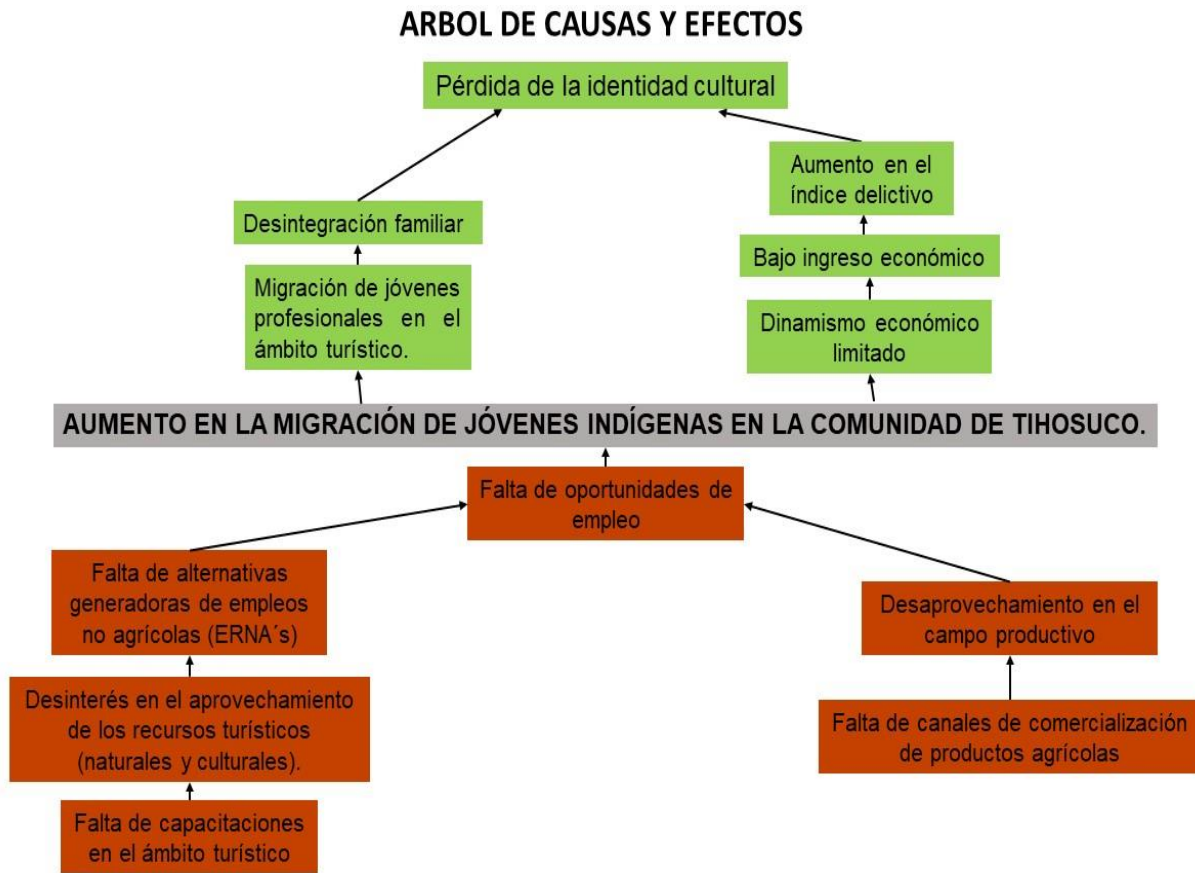 ARBOL DE CAUSAS Y EFECTOS
Pérdida de la identidad cultural
Desintegración familiar
Migración de jóvenes
profesionales en el
ámbito turístico.
Aumento en el
índice delictivo
Bajo ingreso económico
Dinamismo económico
limitado
AUMENTO EN LA MIGRACIÓN DE JÓVENES INDÍGENAS EN LA COMUNIDAD DE TIHOSUCO.
Falta de oportunidades de
empleo
Falta de alternativas
generadoras de empleos
no agrícolas (ERNA´s)
Desinterés en el aprovechamiento
de los recursos turísticos
(naturales y culturales).
Falta de capacitaciones
en el ámbito turístico
Desaprovechamiento en el
campo productivo
Falta de canales de comercialización
de productos agrícolas